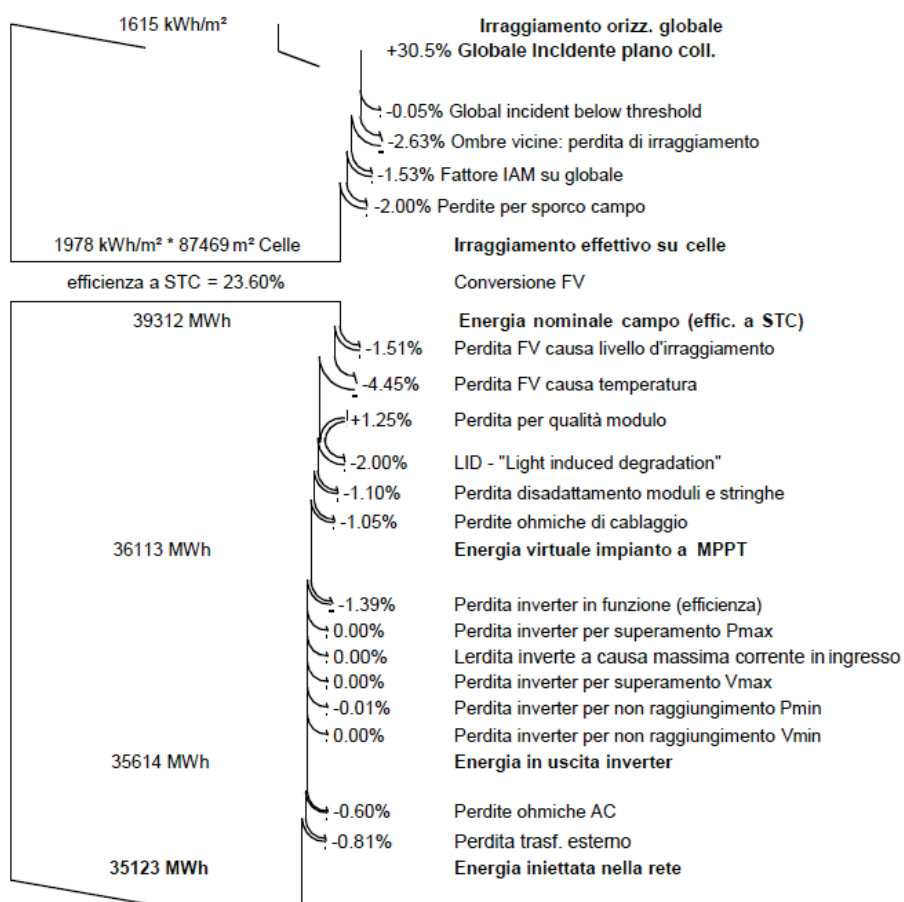 1615 kWh/m² Irraggiamento orizz. globale
+30.5% Globale Incidente plano coll.
-0.05% Global incident below threshold
-2.63% Ombre vicine: perdita di irraggiamento
-1.53% Fattore IAM su globale
-2.00% Perdite per sporco campo
1978 kWh/m² * 87469 m² Celle Irraggiamento effettivo su celle
efficienza a STC = 23.60% Conversione FV
39312 MWh Energia nominale campo (effic. a STC)
-1.51% Perdita FV causa livello d'irraggiamento
-4.45% Perdita FV causa temperatura
+1.25% Perdita per qualità modulo
-2.00% LID - "Light induced degradation"
-1.10% Perdita disadattamento moduli e stringhe
-1.05% Perdite ohmiche di cablaggio
36113 MWh Energia virtuale impianto a MPPT
-1.39% Perdita inverter in funzione (efficienza)
0.00% Perdita inverter per superamento Pmax
0.00% Lerdita inverte a causa massima corrente in ingresso
0.00% Perdita inverter per superamento Vmax
-0.01% Perdita inverter per non raggiungimento Pmin
0.00% Perdita inverter per non raggiungimento Vmin
35614 MWh Energia in uscita inverter
-0.60% Perdite ohmiche AC
-0.81% Perdita trasf. esterno
35123 MWh Energia iniettata nella rete